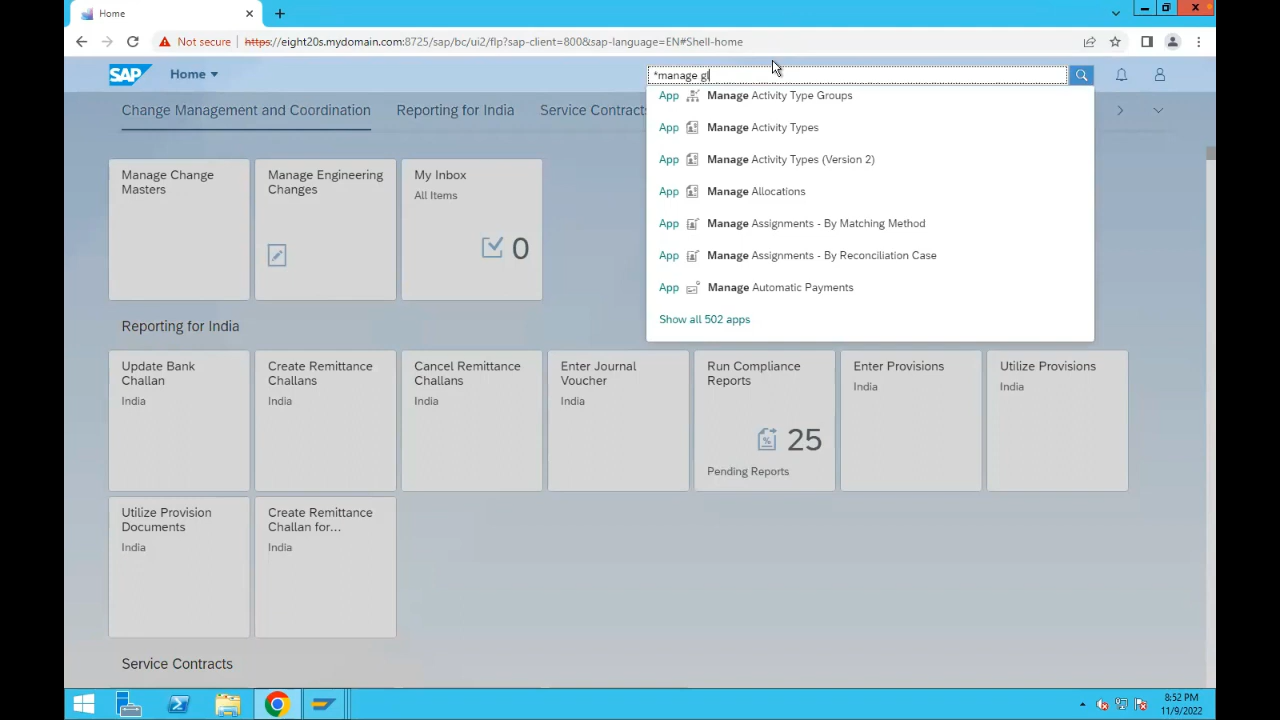 Home
Not secure
https://eight20s.mydomain.com:8725/sap/bc/ui2/flp?sap-client=800&sap-language=EN#Shell-home
SAP
Home
*manage gl
Change Management and Coordination
Reporting for India
Service Contracts
App Manage Activity Type Groups
App Manage Activity Types
App Manage Activity Types (Version 2)
App Manage Allocations
App Manage Assignments - By Matching Method
App Manage Assignments - By Reconciliation Case
App Manage Automatic Payments
Show all 502 apps
Manage Change
Masters
Manage Engineering
Changes
My Inbox
All Items
0
Reporting for India
Update Bank
Challan
India
Create Remittance
Challans
India
Cancel Remittance
Challans
India
Enter Journal
Voucher
India
Run Compliance
Reports
25
Pending Reports
Enter Provisions
India
Utilize Provisions
India
Utilize Provision
Documents
India
Create Remittance
Challan for...
India
Service Contracts
8:52 PM
11/9/2022